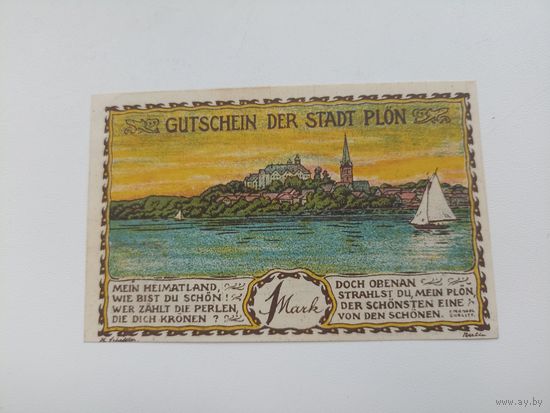 GUTSCHEIN DER STADT PLÖN
MEIN HEIMATLAND,
WIE BIST DU SCHÖN!
WER ZÄHLT DIE PERLEN,
DIE DICH KRÖNEN ?
1 Mark
DOCH OBENAN
STRAHLST DU, MEIN PLÖN,
DER SCHÖNSTEN EINE
VON DEN SCHÖNEN.
Berlin
www.ay.by